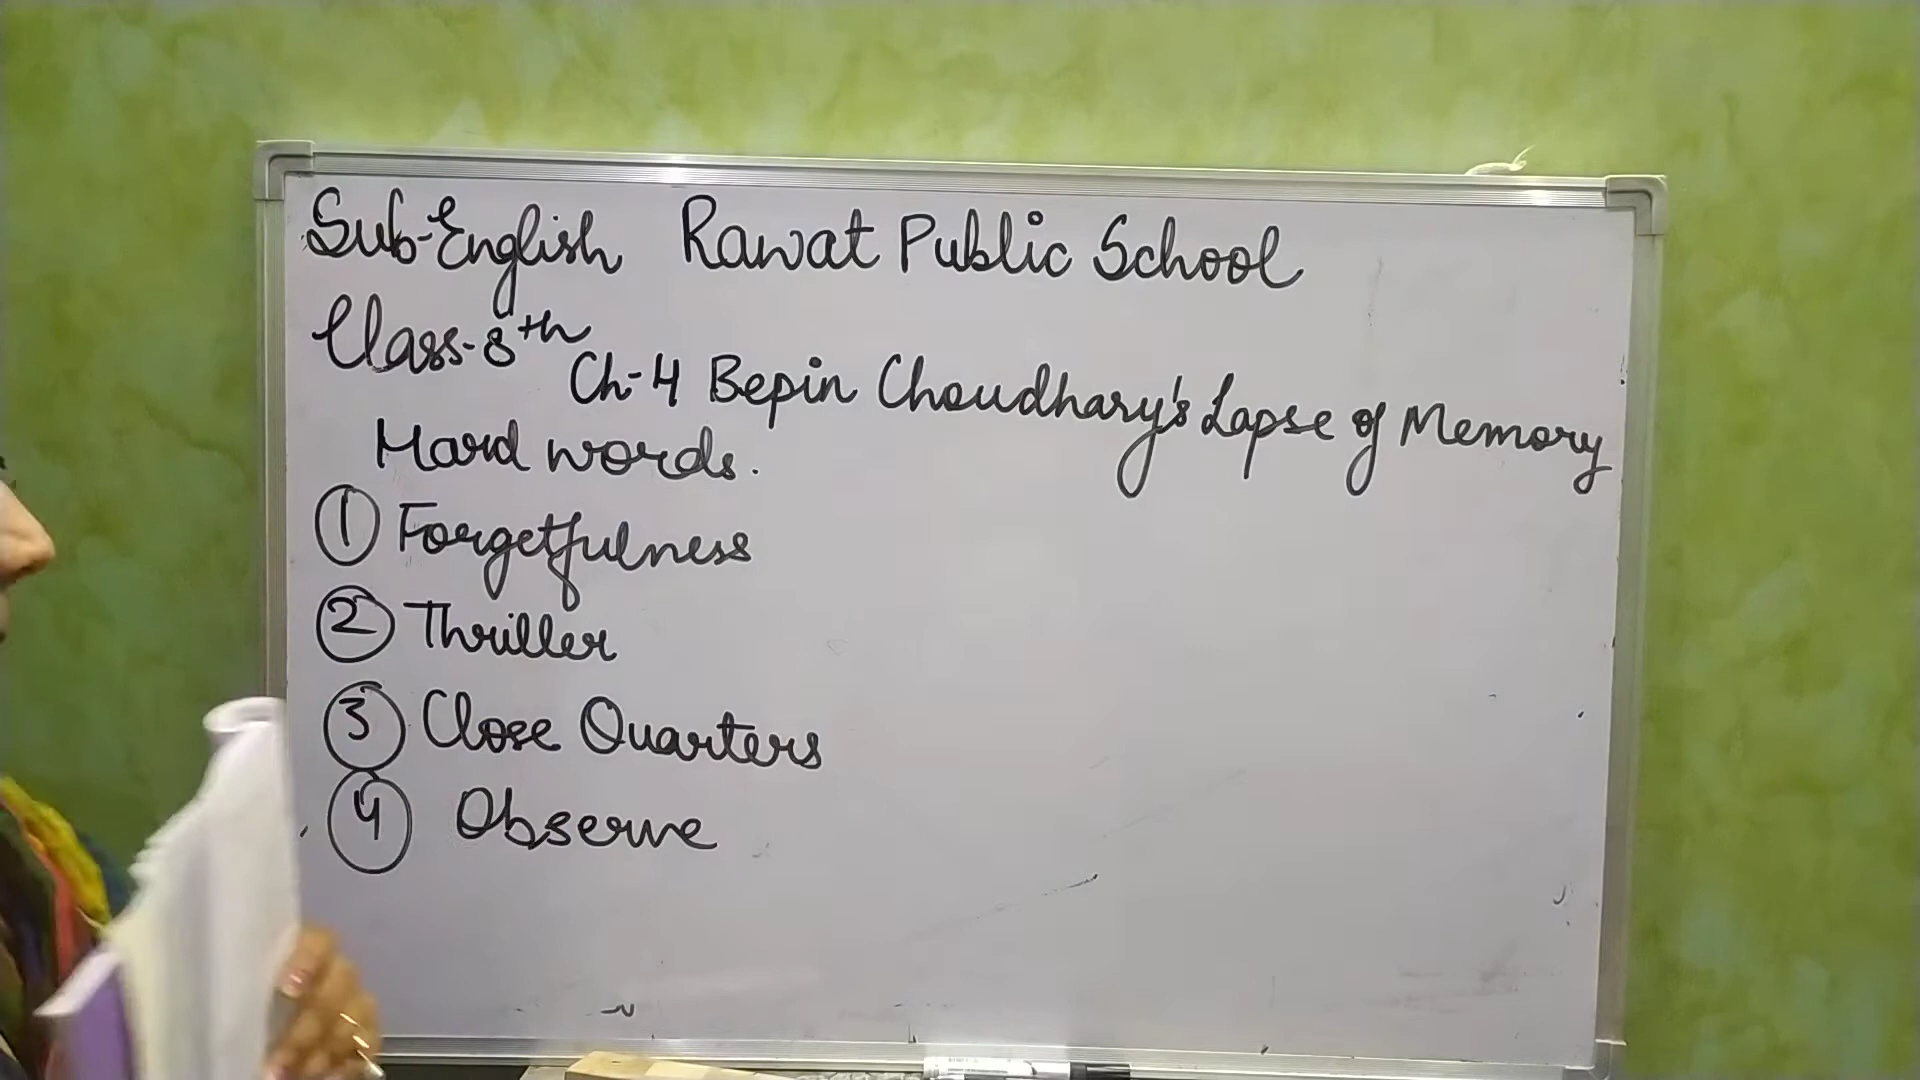 Sub-English Rawat Public School
Class-8th
Ch-4 Bepin Choudhary's Lapse of Memory
Hard words.
1 Forgetfulness
2 Thriller
3 Close Quarters
4 Observe